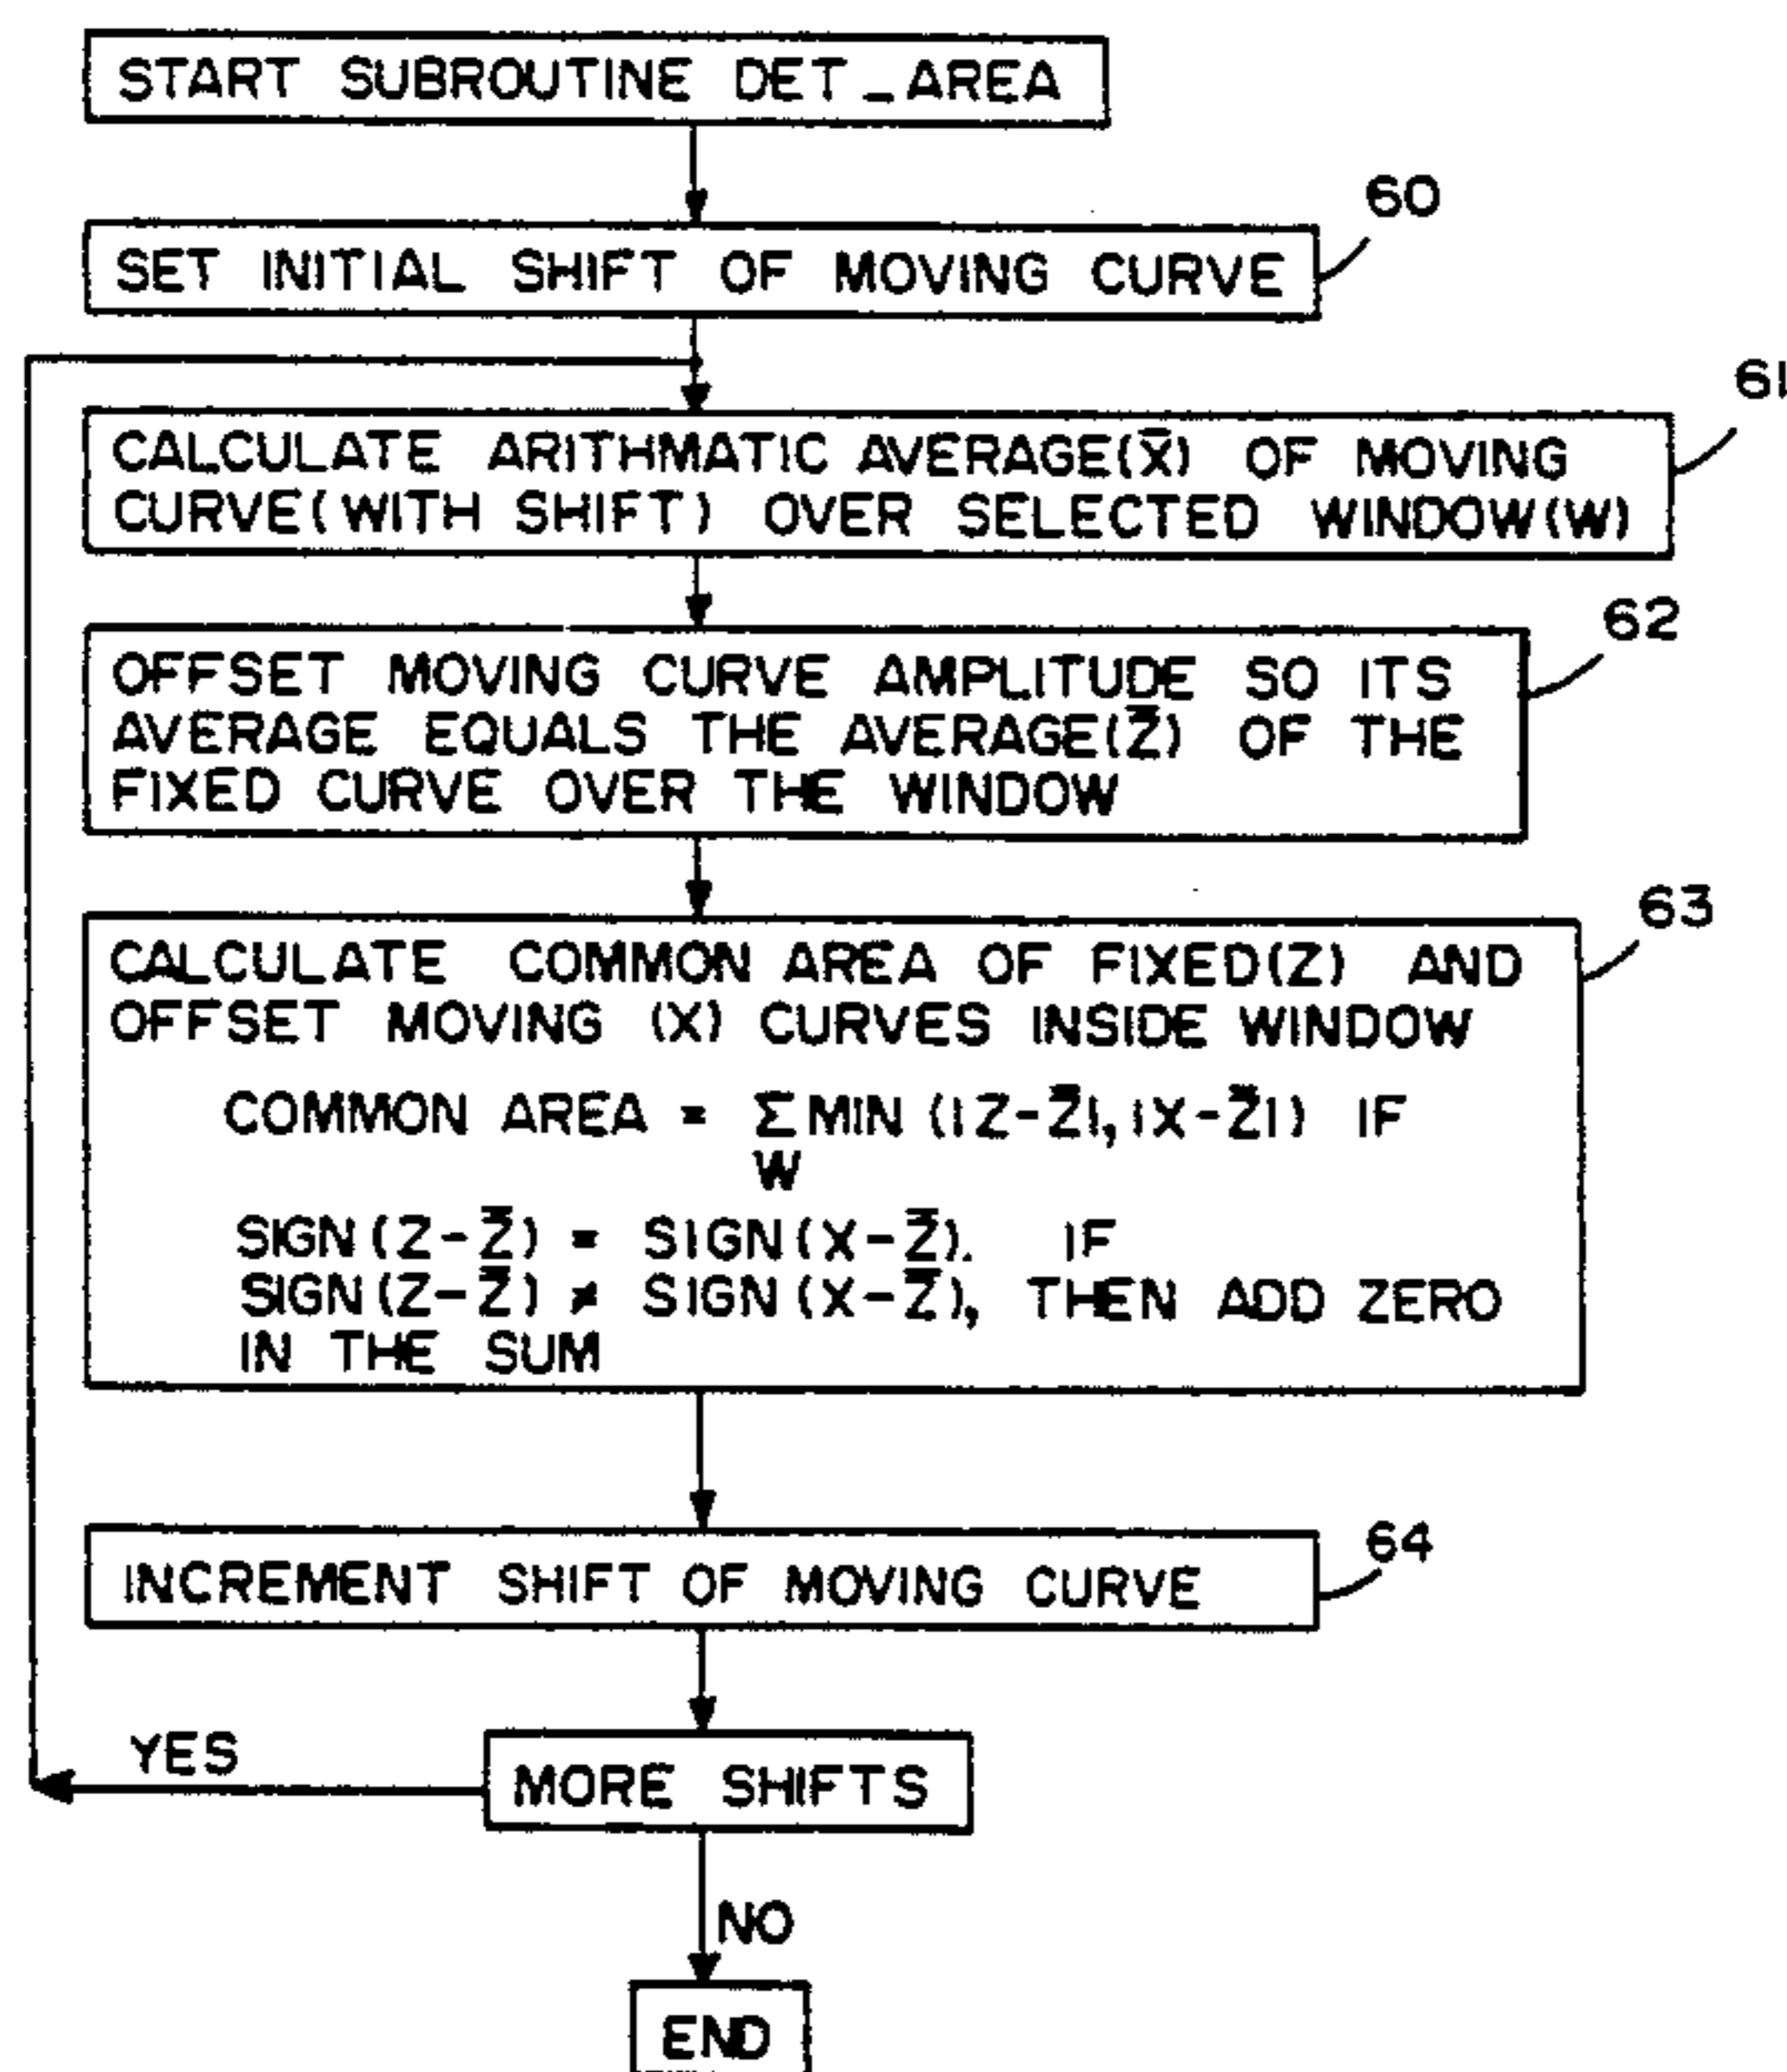 START SUBROUTINE DET_AREA
60
SET INITIAL SHIFT OF MOVING CURVE
61
CALCULATE ARITHMATIC AVERAGE(X̄) OF MOVING
CURVE(WITH SHIFT) OVER SELECTED WINDOW(W)
62
OFFSET MOVING CURVE AMPLITUDE SO ITS
AVERAGE EQUALS THE AVERAGE(Z̄) OF THE
FIXED CURVE OVER THE WINDOW
63
CALCULATE COMMON AREA OF FIXED(Z) AND
OFFSET MOVING (X) CURVES INSIDE WINDOW
COMMON AREA = Σ MIN (|Z-Z̄|, |X-Z̄|) IF
W
SIGN(Z-Z̄) = SIGN(X-Z̄). IF
SIGN(Z-Z̄) ≠ SIGN(X-Z̄), THEN ADD ZERO
IN THE SUM
64
INCREMENT SHIFT OF MOVING CURVE
YES
MORE SHIFTS
NO
END